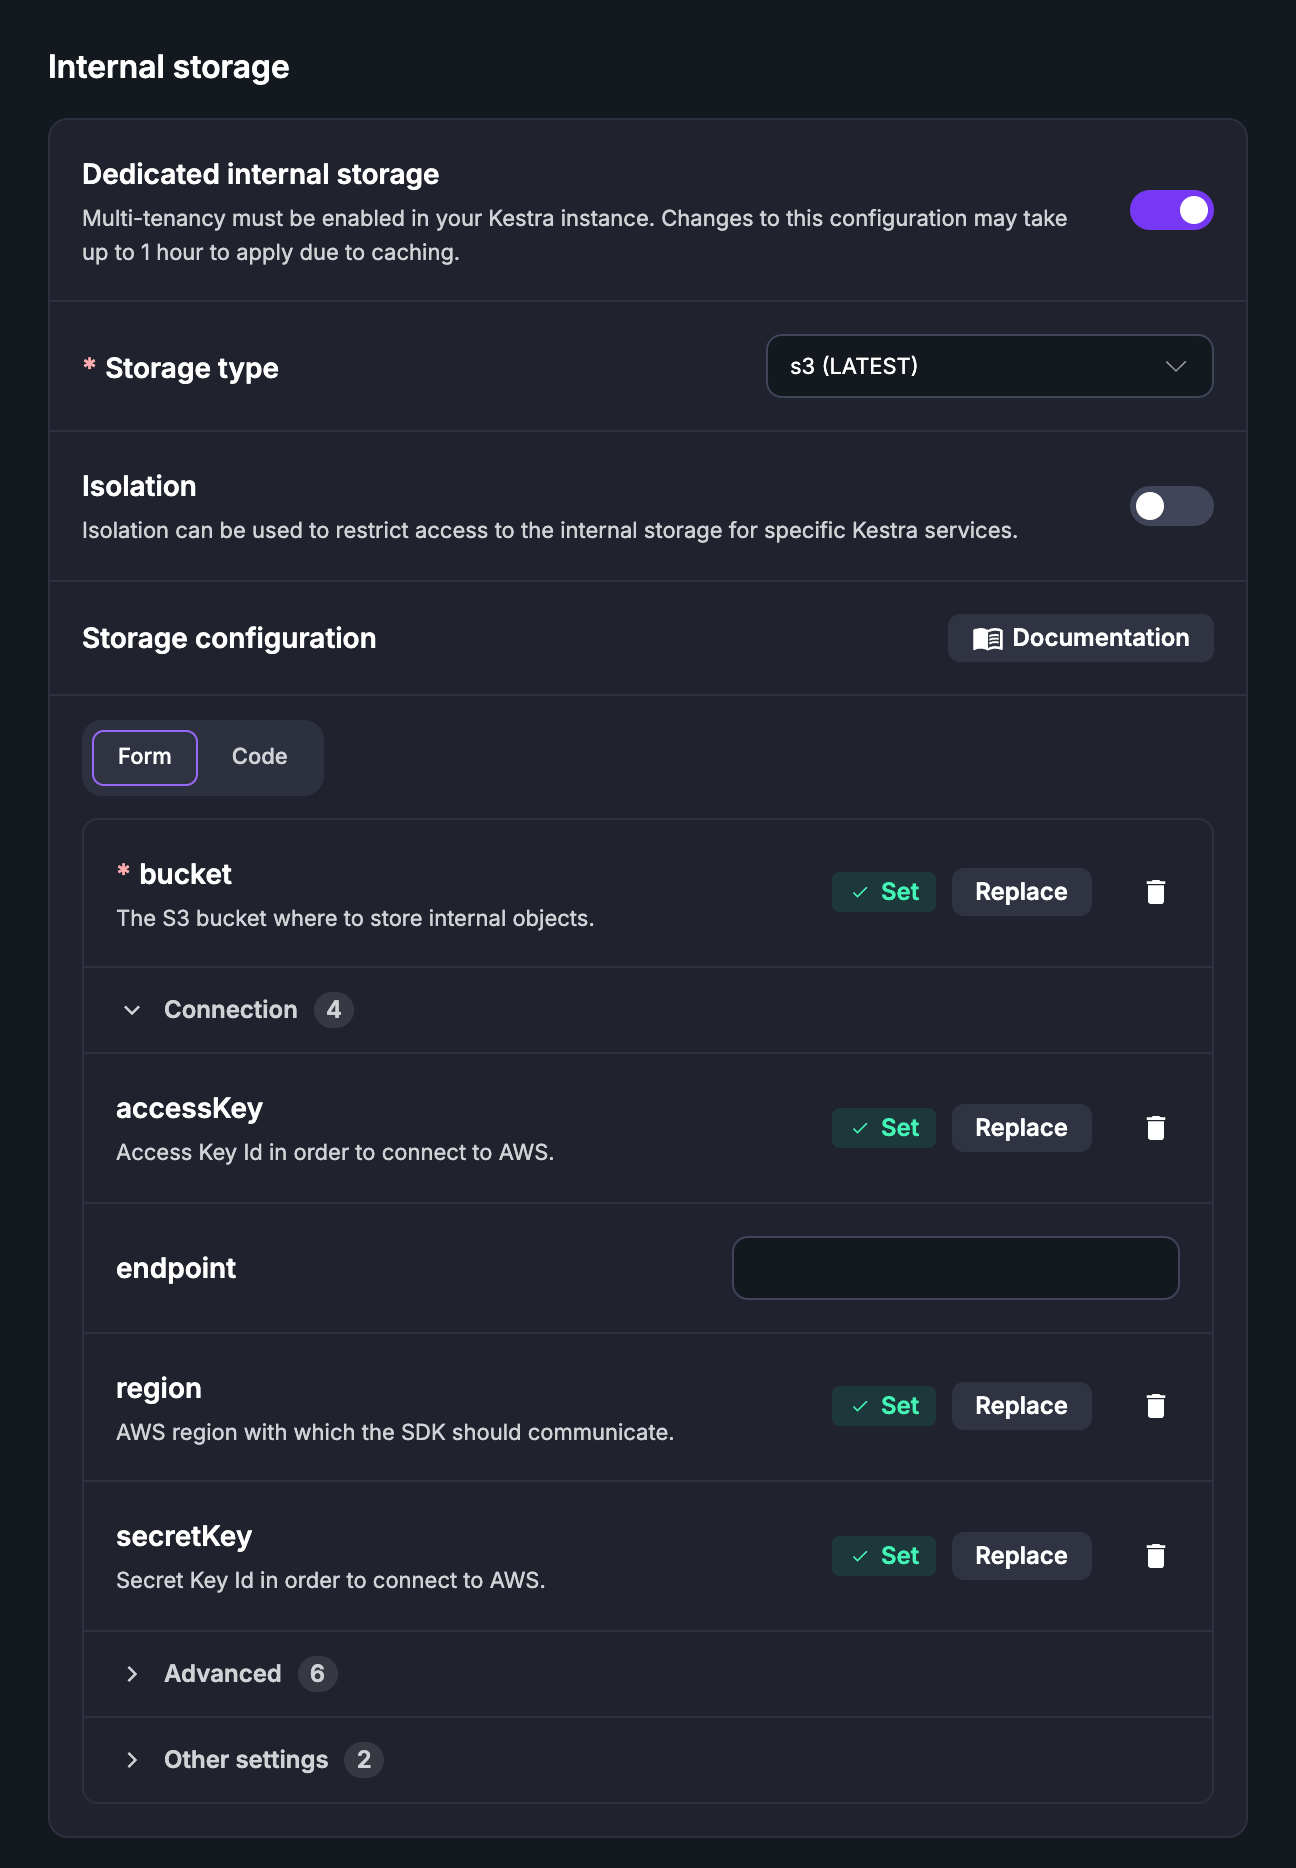 Internal storage
Dedicated internal storage
Multi-tenancy must be enabled in your Kestra instance. Changes to this configuration may take
up to 1 hour to apply due to caching.
* Storage type
s3 (LATEST)
Isolation
Isolation can be used to restrict access to the internal storage for specific Kestra services.
Storage configuration
Documentation
Form
Code
* bucket
The S3 bucket where to store internal objects.
Set
Replace
Connection 4
accessKey
Access Key Id in order to connect to AWS.
Set
Replace
endpoint
region
AWS region with which the SDK should communicate.
Set
Replace
secretKey
Secret Key Id in order to connect to AWS.
Set
Replace
Advanced 6
Other settings 2